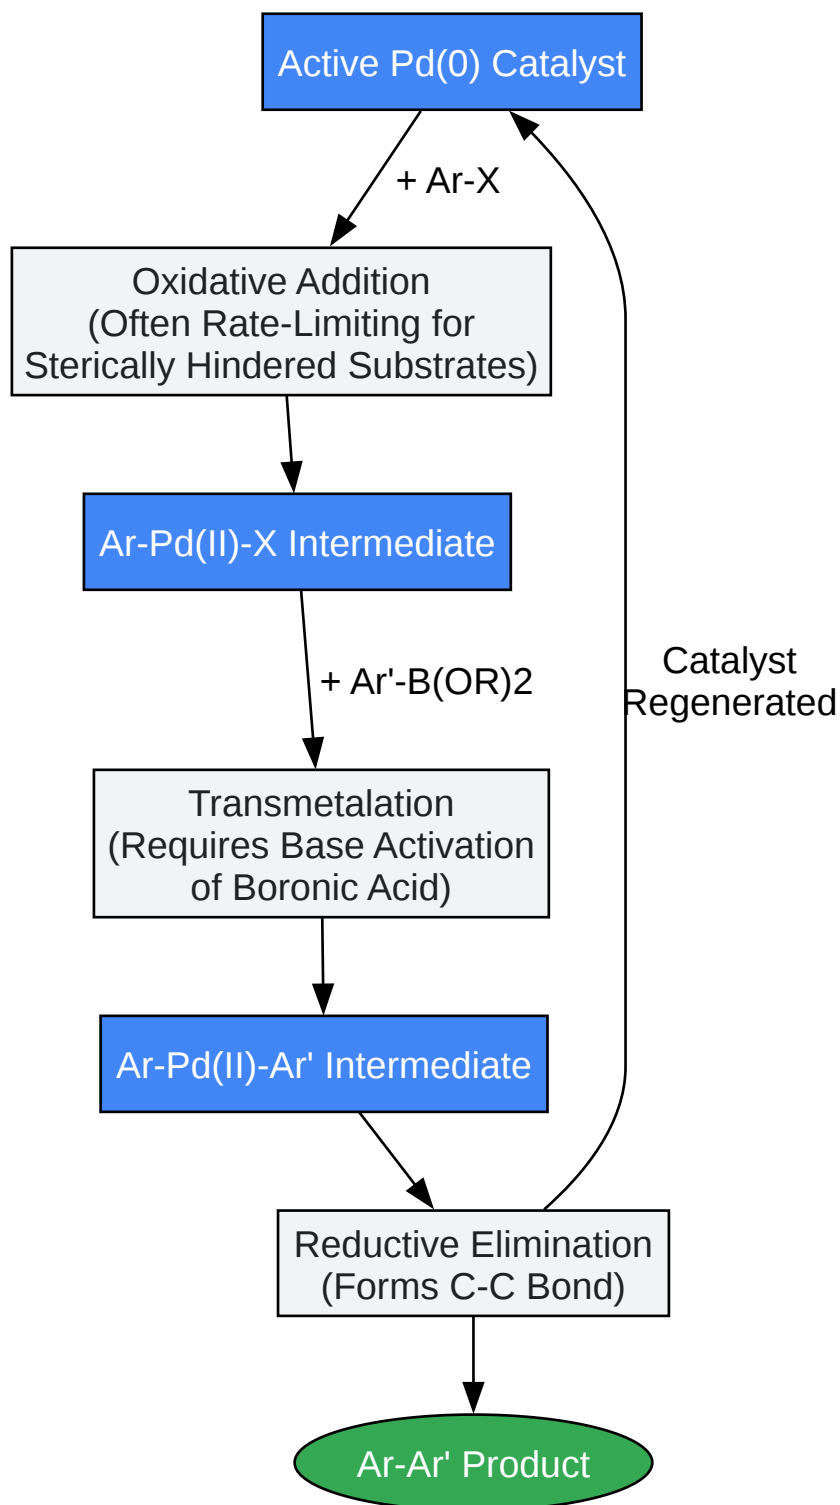 Active Pd(0) Catalyst
+ Ar-X
Oxidative Addition
(Often Rate-Limiting for
Sterically Hindered Substrates)
Ar-Pd(II)-X Intermediate
Catalyst
Regenerated
+ Ar'-B(OR)2
Transmetalation
(Requires Base Activation
of Boronic Acid)
Ar-Pd(II)-Ar' Intermediate
Reductive Elimination
(Forms C-C Bond)
Ar-Ar' Product